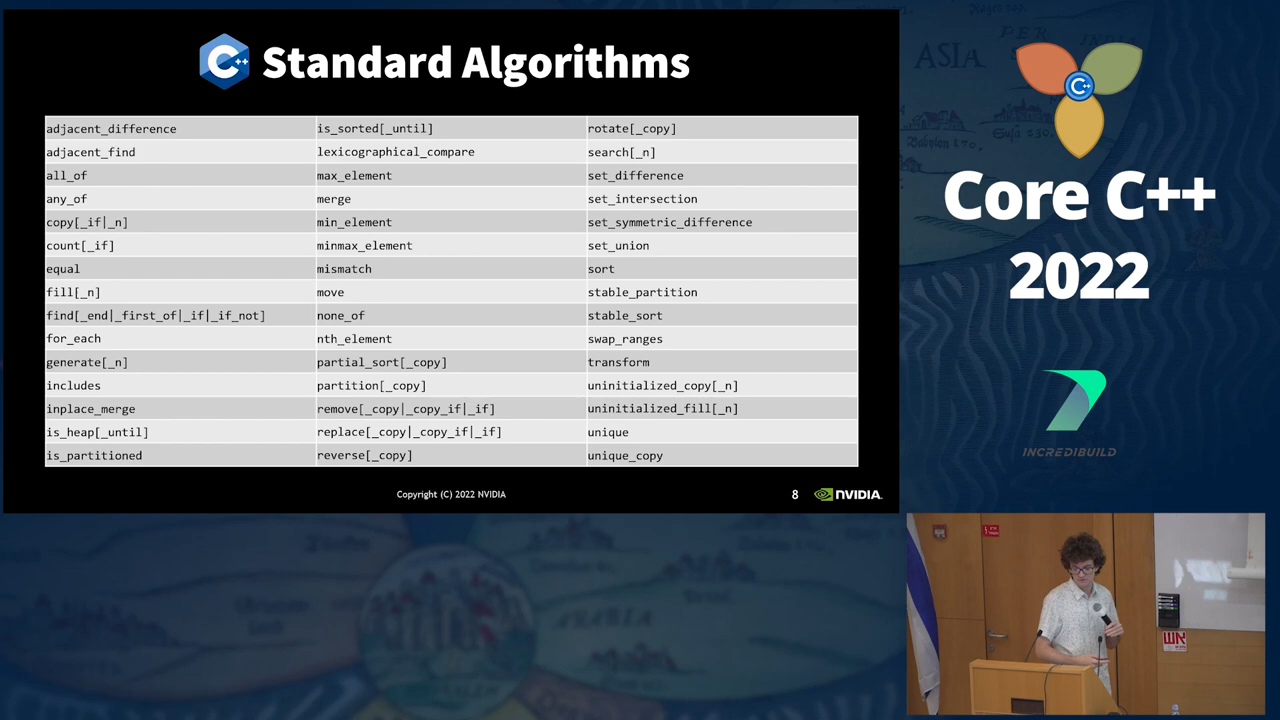 Standard Algorithms
adjacent_difference is_sorted[_until] rotate[_copy]
adjacent_find lexicographical_compare search[_n]
all_of max_element set_difference
any_of merge set_intersection
copy[_if|_n] min_element set_symmetric_difference
count[_if] minmax_element set_union
equal mismatch sort
fill[_n] move stable_partition
find[_end|_first_of|_if|_if_not] none_of stable_sort
for_each nth_element swap_ranges
generate[_n] partial_sort[_copy] transform
includes partition[_copy] uninitialized_copy[_n]
inplace_merge remove[_copy|_copy_if|_if] uninitialized_fill[_n]
is_heap[_until] replace[_copy|_copy_if|_if] unique
is_partitioned reverse[_copy] unique_copy
Copyright (C) 2022 NVIDIA
8
NVIDIA.
C++
ASIA
PER
INDIA
C++
Core C++
2022
INCREDIBUILD
ARABIA